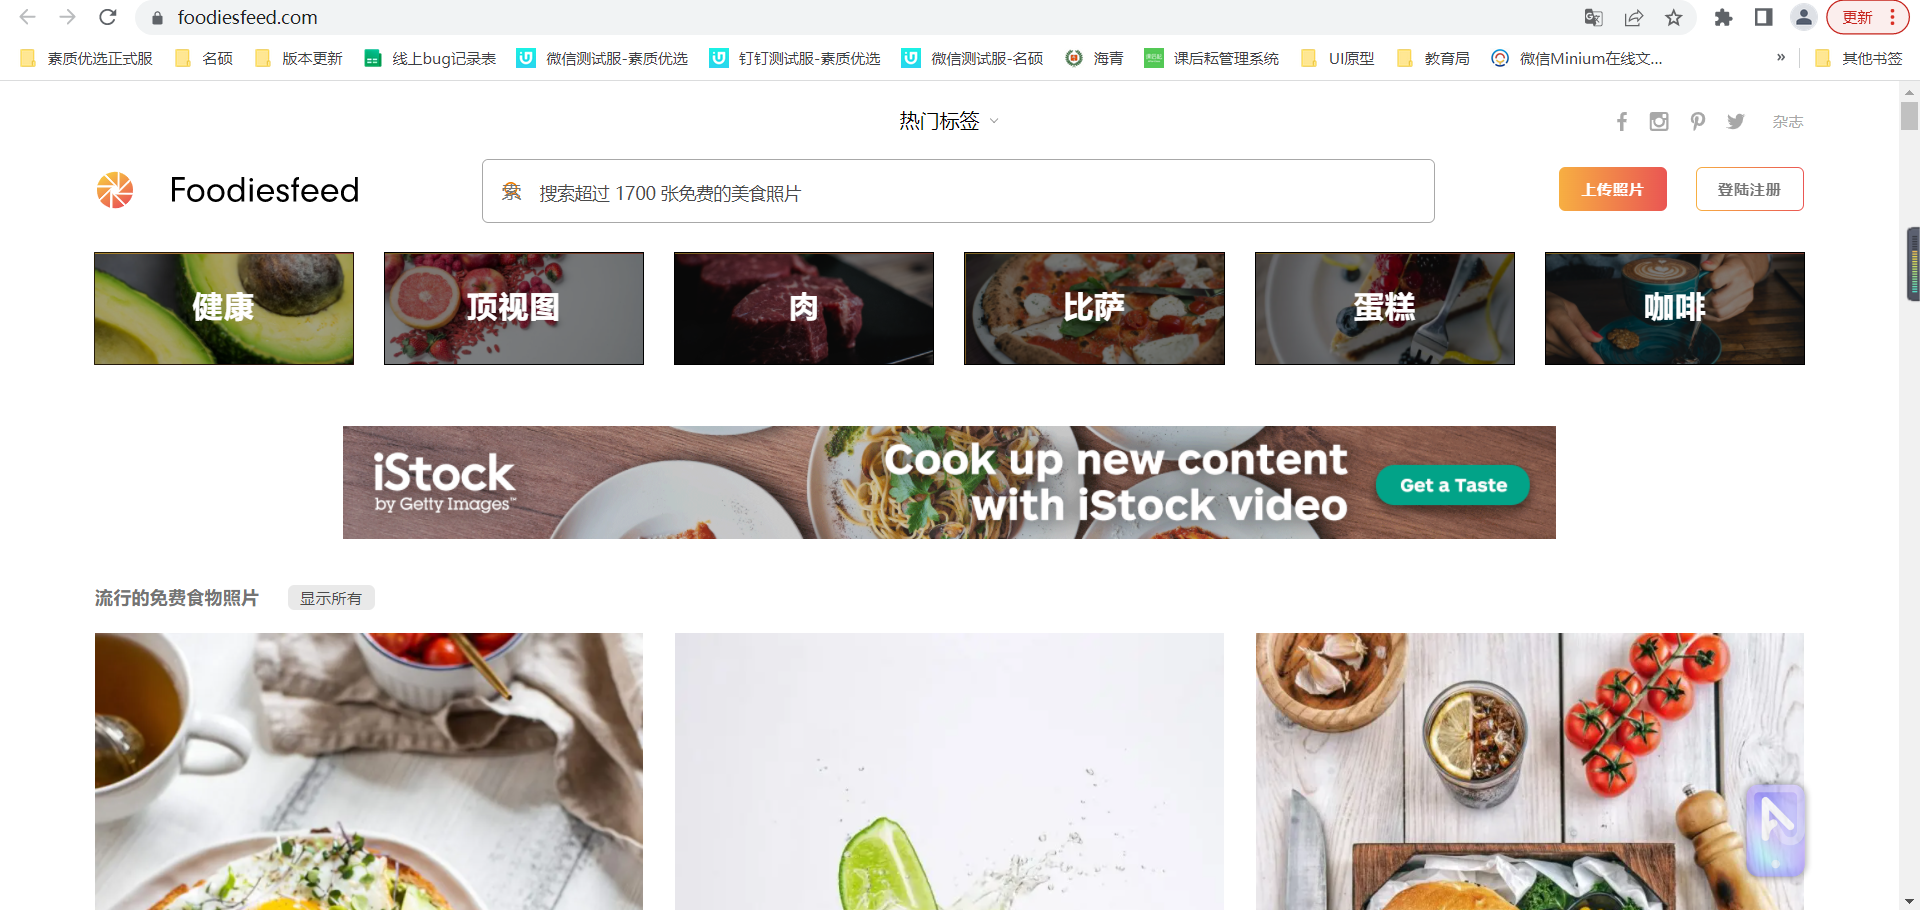 foodiesfeed.com
更新
素质优选正式服 名硕 版本更新 线上bug记录表 微信测试服-素质优选 钉钉测试服-素质优选 微信测试服-名硕 海青 课后耘管理系统 UI原型 教育局 微信Minium在线文... » 其他书签
热门标签
杂志
Foodiesfeed
搜索超过 1700 张免费的美食照片
上传照片
登陆注册
健康 顶视图 肉 比萨 蛋糕 咖啡
iStock
by Getty Images™
Cook up new content
with iStock video
Get a Taste
流行的免费食物照片 显示所有